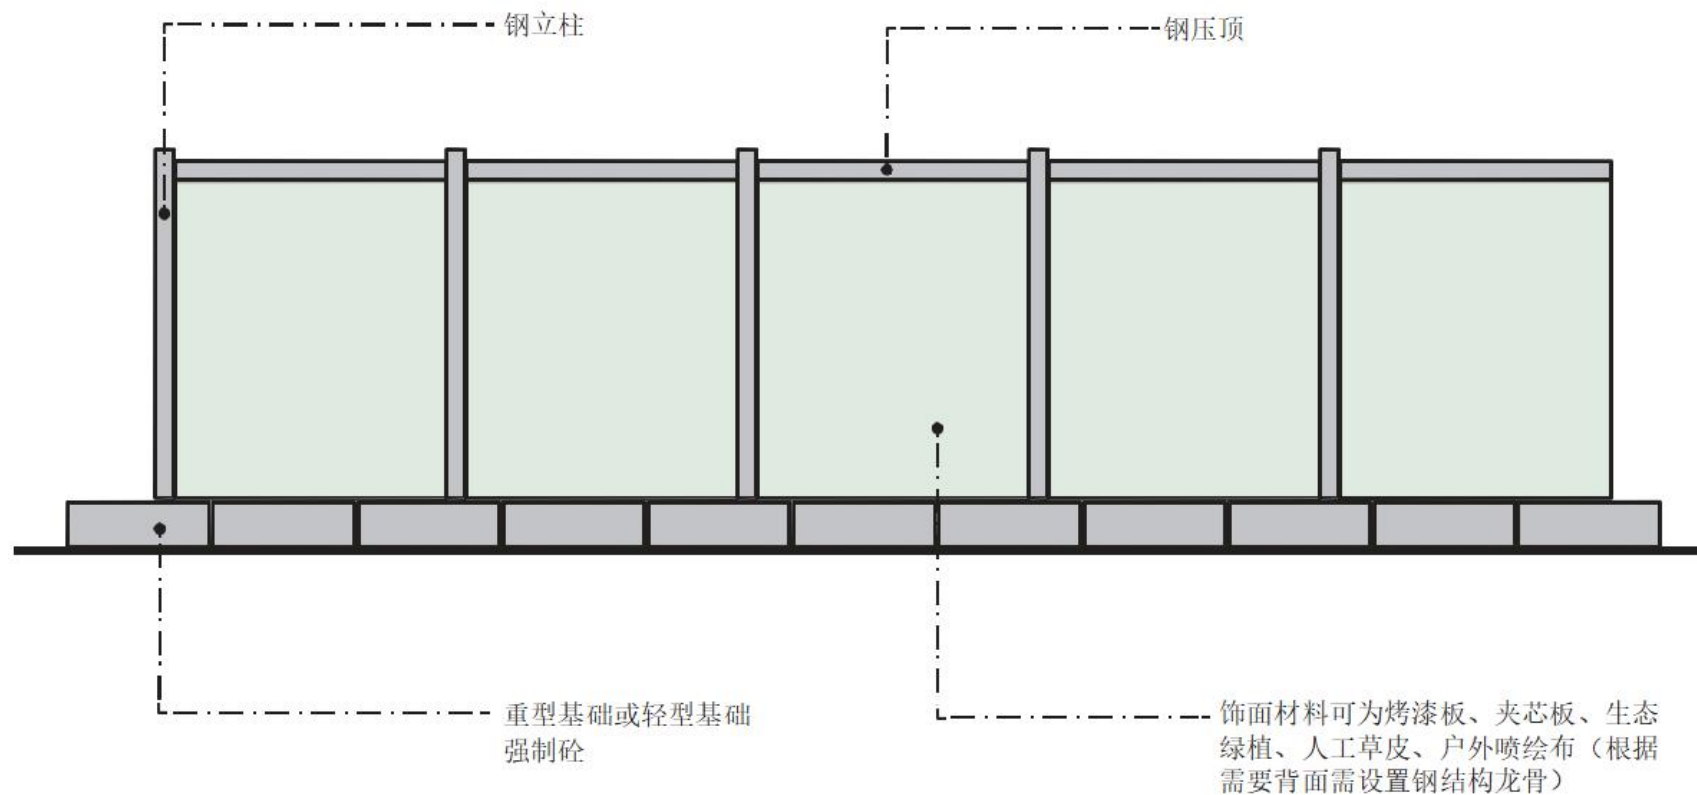 钢立柱
钢压顶
重型基础或轻型基础
强制砼
饰面材料可为烤漆板、夹芯板、生态
绿植、人工草皮、户外喷绘布（根据
需要背面需设置钢结构龙骨）